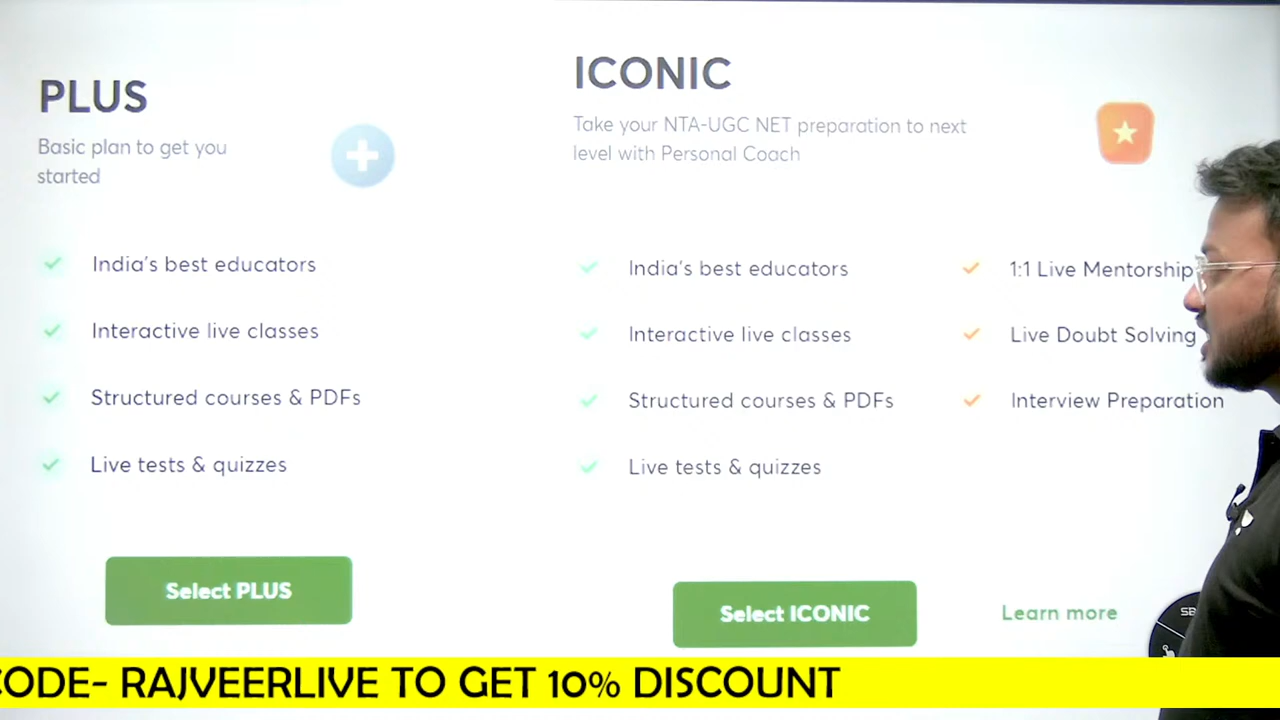 PLUS
Basic plan to get you
started
India's best educators
Interactive live classes
Structured courses & PDFs
Live tests & quizzes
Select PLUS
ICONIC
Take your NTA-UGC NET preparation to next
level with Personal Coach
India's best educators
Interactive live classes
Structured courses & PDFs
Live tests & quizzes
1:1 Live Mentorship
Live Doubt Solving
Interview Preparation
Select ICONIC
Learn more
CODE- RAJVEERLIVE TO GET 10% DISCOUNT